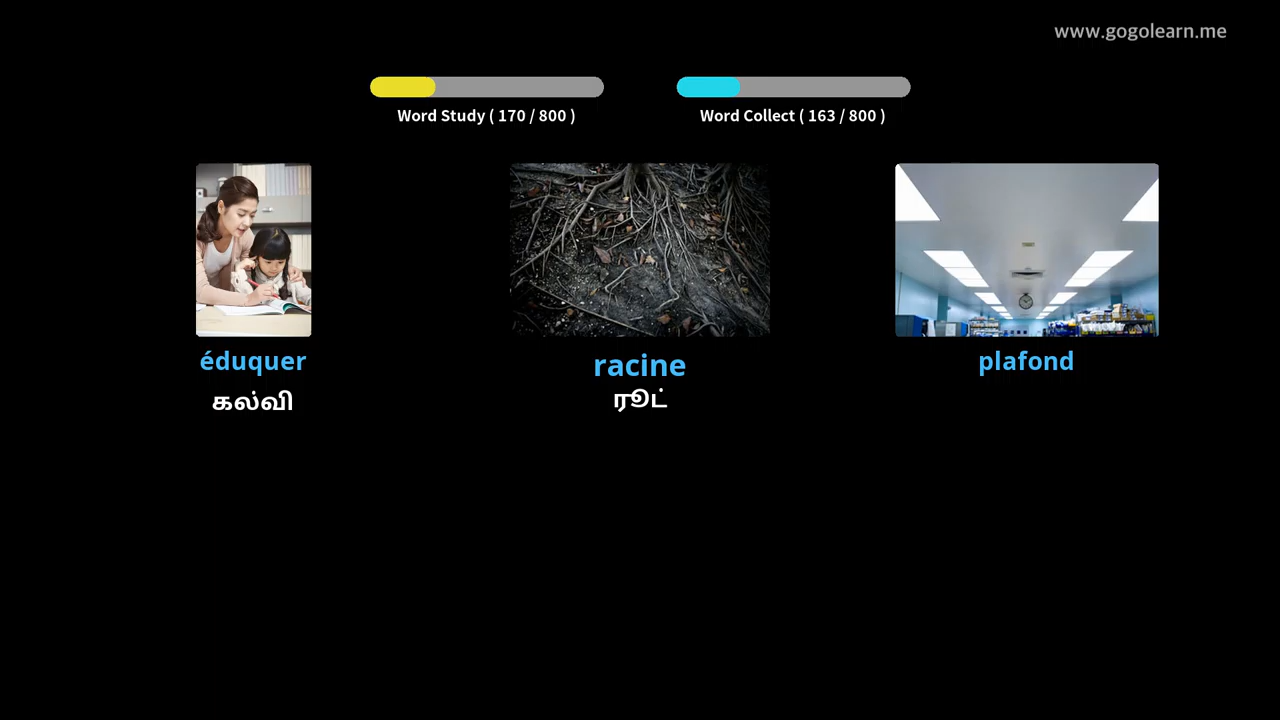 www.gogolearn.me
Word Study ( 170 / 800 )
Word Collect ( 163 / 800 )
éduquer
கல்வி
racine
ரூட்
plafond